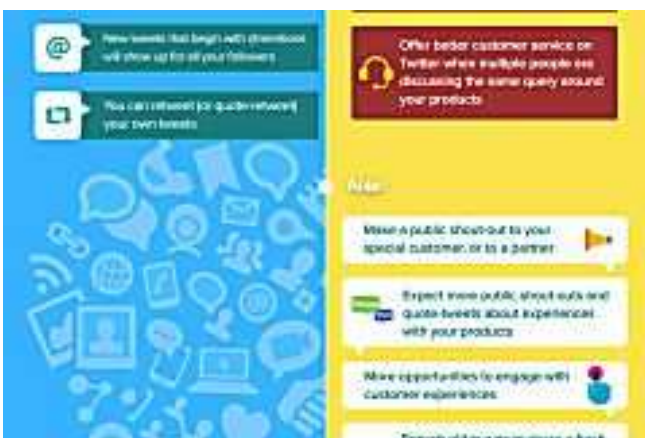 @
New tweets that begin with @mentions
will show up for all your followers
You can retweet (or quote-retweet)
your own tweets
Offer better customer service on
Twitter when multiple people are
discussing the same query around
your products
Make a public shout-out to your
special customer, or to a partner
Expect more public shout outs and
quote-tweets about experiences
with your products
More opportunities to engage with
customer experiences